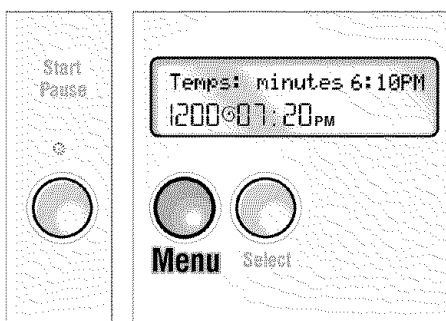 Start
Pause
Temps: minutes 6:10PM
1200 07:20PM
Menu
Select